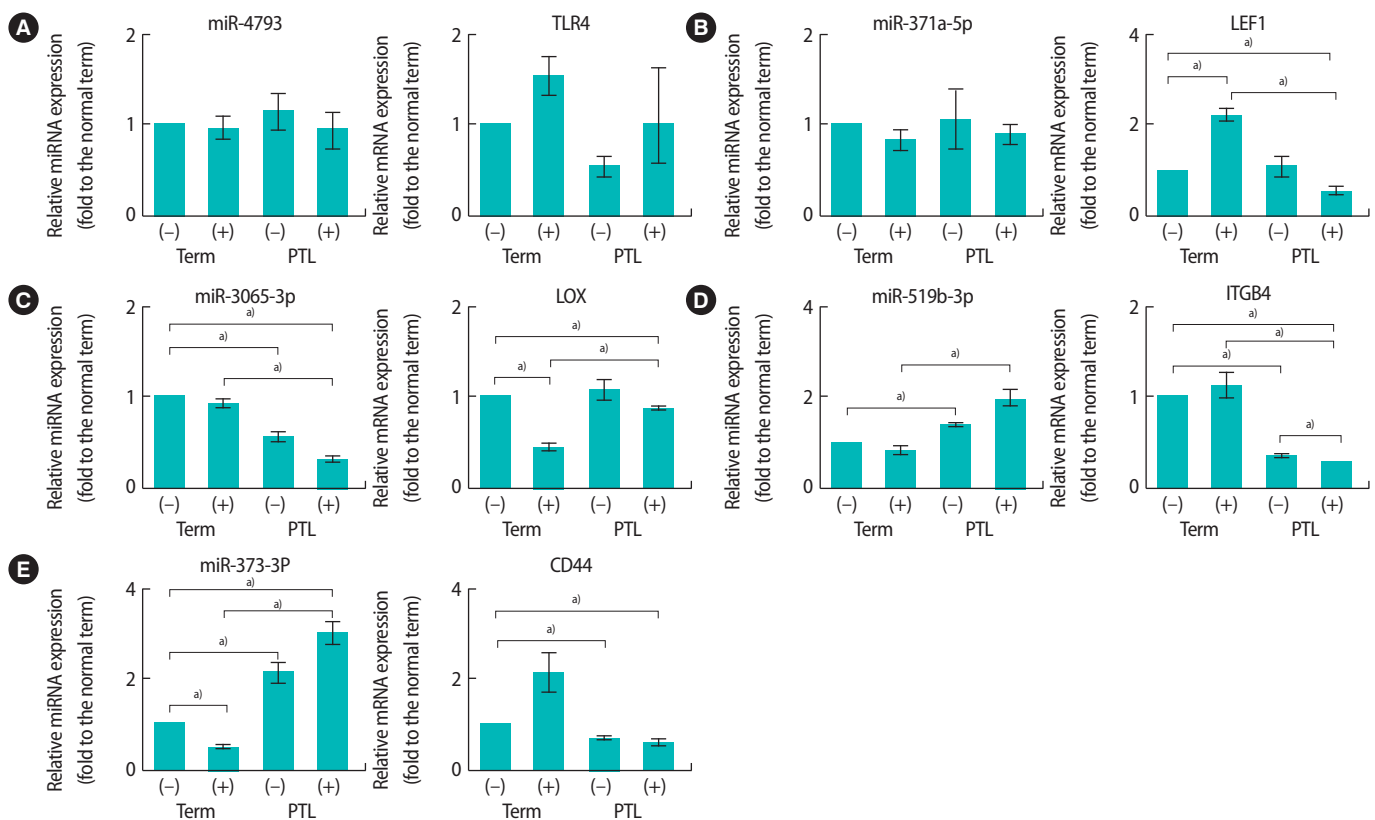 A
miR-4793
Relative miRNA expression
(fold to the normal term)
2
1
0
(–) (+) (–) (+)
Term PTL
TLR4
Relative mRNA expression
(fold to the normal term)
2
1
0
(–) (+) (–) (+)
Term PTL
B
miR-371a-5p
Relative miRNA expression
(fold to the normal term)
2
1
0
(–) (+) (–) (+)
Term PTL
LEF1
Relative mRNA expression
(fold to the normal term)
4
2
0
a)
a)
a)
(–) (+) (–) (+)
Term PTL
C
miR-3065-3p
Relative miRNA expression
(fold to the normal term)
2
1
0
a)
a)
a)
(–) (+) (–) (+)
Term PTL
LOX
Relative mRNA expression
(fold to the normal term)
2
1
0
a)
a)
a)
(–) (+) (–) (+)
Term PTL
D
miR-519b-3p
Relative miRNA expression
(fold to the normal term)
4
2
0
a)
a)
(–) (+) (–) (+)
Term PTL
ITGB4
Relative mRNA expression
(fold to the normal term)
2
1
0
a)
a)
a)
a)
(–) (+) (–) (+)
Term PTL
E
miR-373-3P
Relative miRNA expression
(fold to the normal term)
4
2
0
a)
a)
a)
a)
(–) (+) (–) (+)
Term PTL
CD44
Relative mRNA expression
(fold to the normal term)
4
2
0
a)
a)
(–) (+) (–) (+)
Term PTL